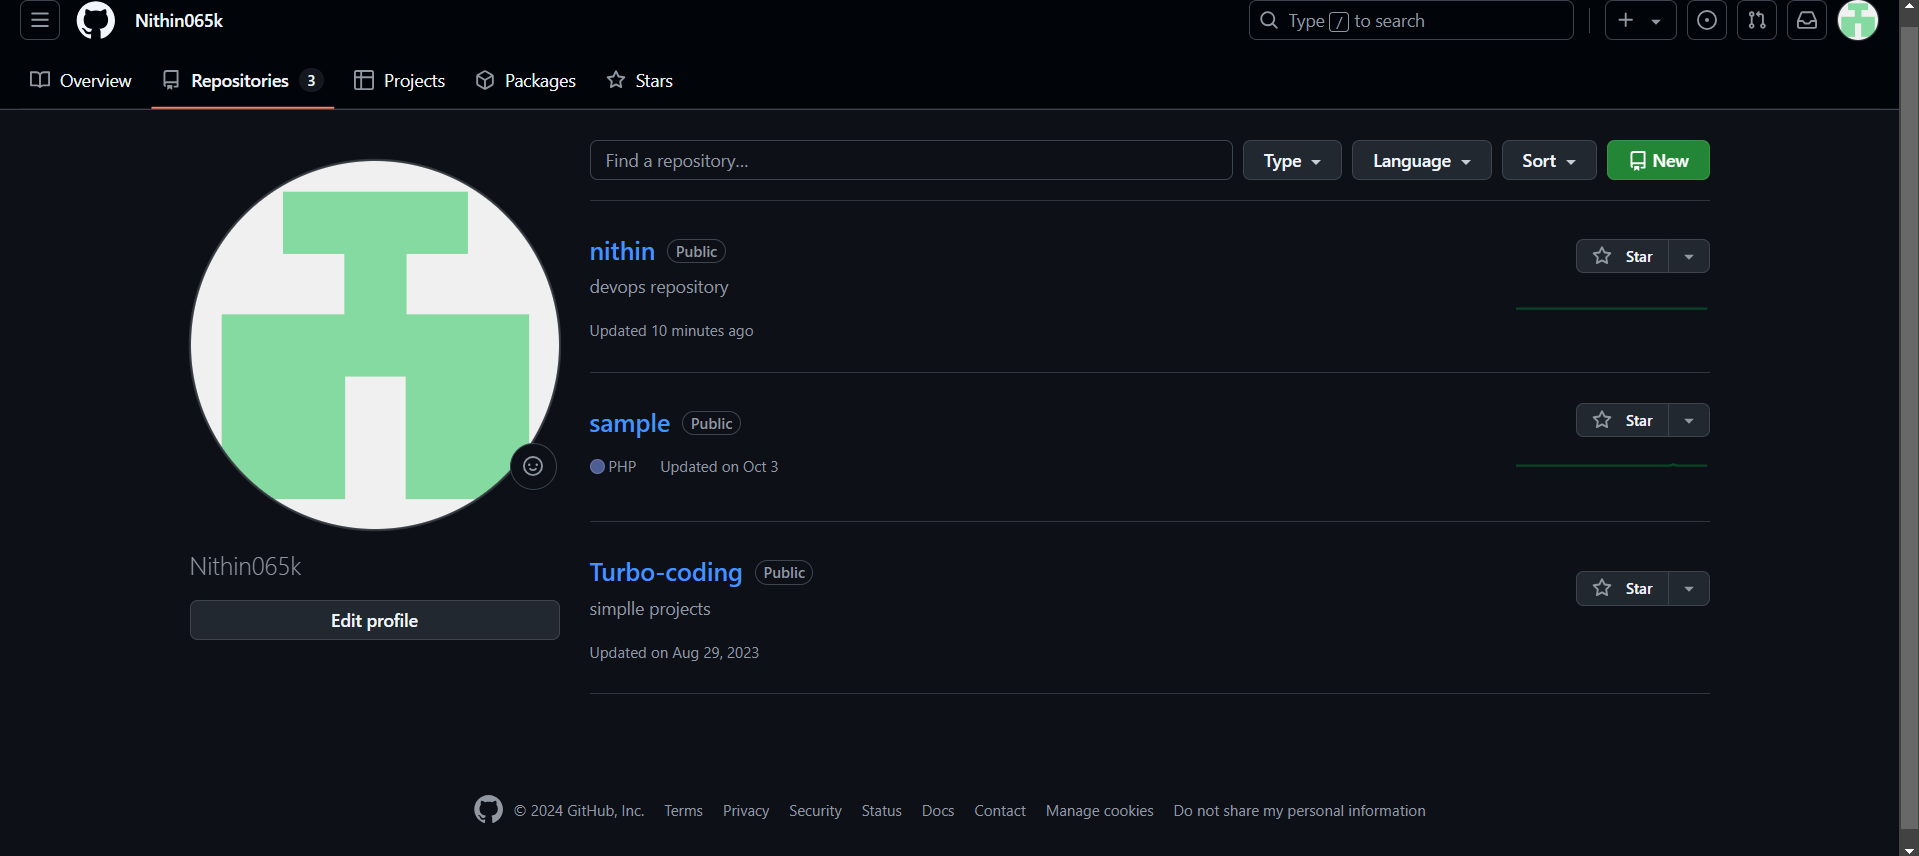 Nithin065k
Type / to search
Overview
Repositories 3
Projects
Packages
Stars
Find a repository...
Type
Language
Sort
New
nithin Public
Star
devops repository
Updated 10 minutes ago
sample Public
Star
PHP Updated on Oct 3
Turbo-coding Public
Star
simplle projects
Updated on Aug 29, 2023
Nithin065k
Edit profile
© 2024 GitHub, Inc. Terms Privacy Security Status Docs Contact Manage cookies Do not share my personal information